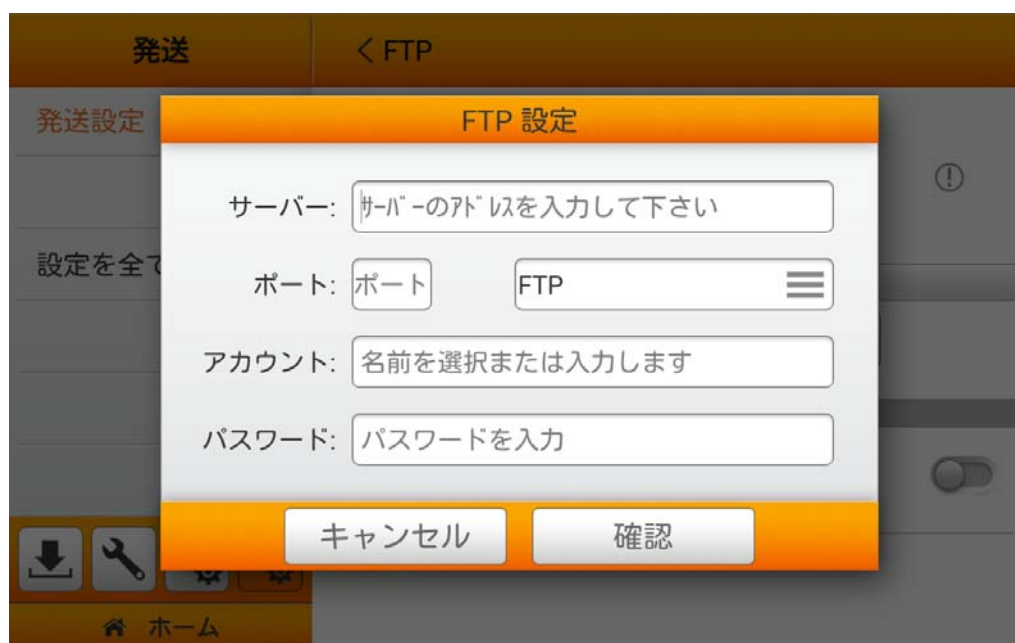 発送
< FTP
発送設定
FTP 設定
サーバー: ｻｰﾊﾞｰのｱﾄﾞﾚｽを入力して下さい
設定を全て
ポート: ポート FTP
アカウント: 名前を選択または入力します
パスワード: パスワードを入力
キャンセル 確認
ホーム